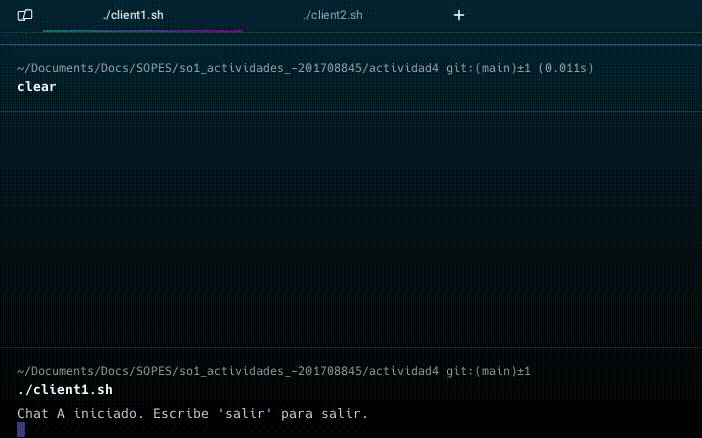 ./client1.sh
./client2.sh
+
~/Documents/Docs/SOPES/so1_actividades_-201708845/actividad4 git:(main)±1 (0.011s)
clear
~/Documents/Docs/SOPES/so1_actividades_-201708845/actividad4 git:(main)±1
./client1.sh
Chat A iniciado. Escribe 'salir' para salir.